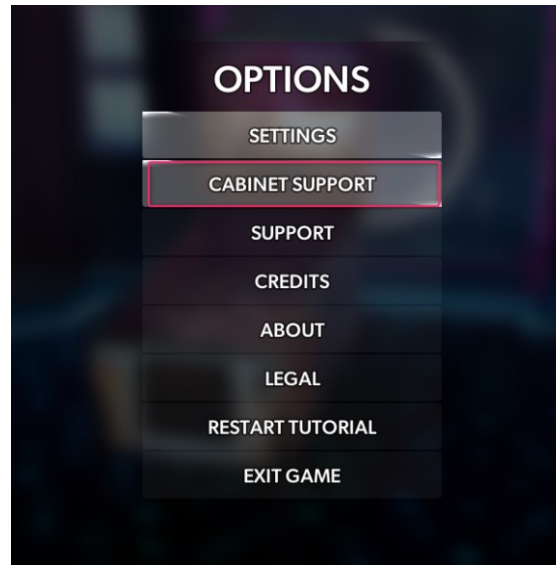 OPTIONS
SETTINGS
CABINET SUPPORT
SUPPORT
CREDITS
ABOUT
LEGAL
RESTART TUTORIAL
EXIT GAME